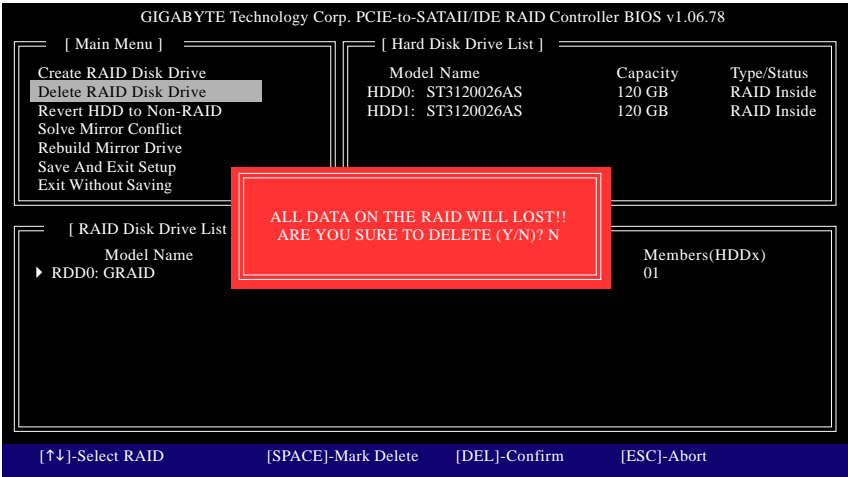 GIGABYTE Technology Corp. PCIE-to-SATAII/IDE RAID Controller BIOS v1.06.78
[ Main Menu ]
Create RAID Disk Drive
Delete RAID Disk Drive
Revert HDD to Non-RAID
Solve Mirror Conflict
Rebuild Mirror Drive
Save And Exit Setup
Exit Without Saving
[ Hard Disk Drive List ]
Model Name Capacity Type/Status
HDD0: ST3120026AS 120 GB RAID Inside
HDD1: ST3120026AS 120 GB RAID Inside
ALL DATA ON THE RAID WILL LOST!!
ARE YOU SURE TO DELETE (Y/N)? N
[ RAID Disk Drive List
Model Name Members(HDDx)
RDD0: GRAID 01
[↑↓]-Select RAID [SPACE]-Mark Delete [DEL]-Confirm [ESC]-Abort